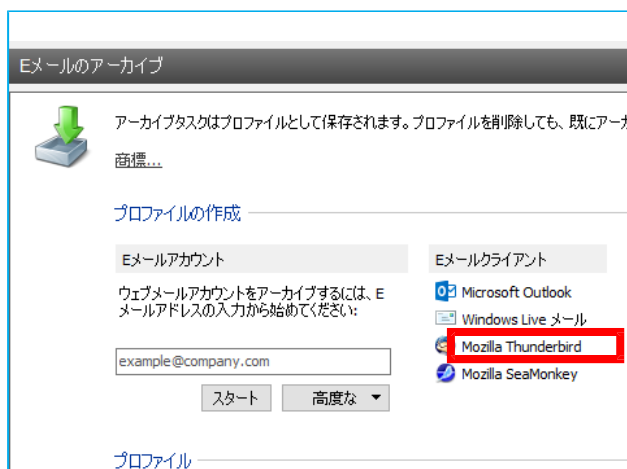 Eメールのアーカイブ
アーカイブタスクはプロファイルとして保存されます。プロファイルを削除しても、既にアーカ
商標...
プロファイルの作成
Eメールアカウント
ウェブメールアカウントをアーカイブするには、E
メールアドレスの入力から始めてください:
example@company.com
スタート
高度な
Eメールクライアント
Microsoft Outlook
Windows Live メール
Mozilla Thunderbird
Mozilla SeaMonkey
プロファイル